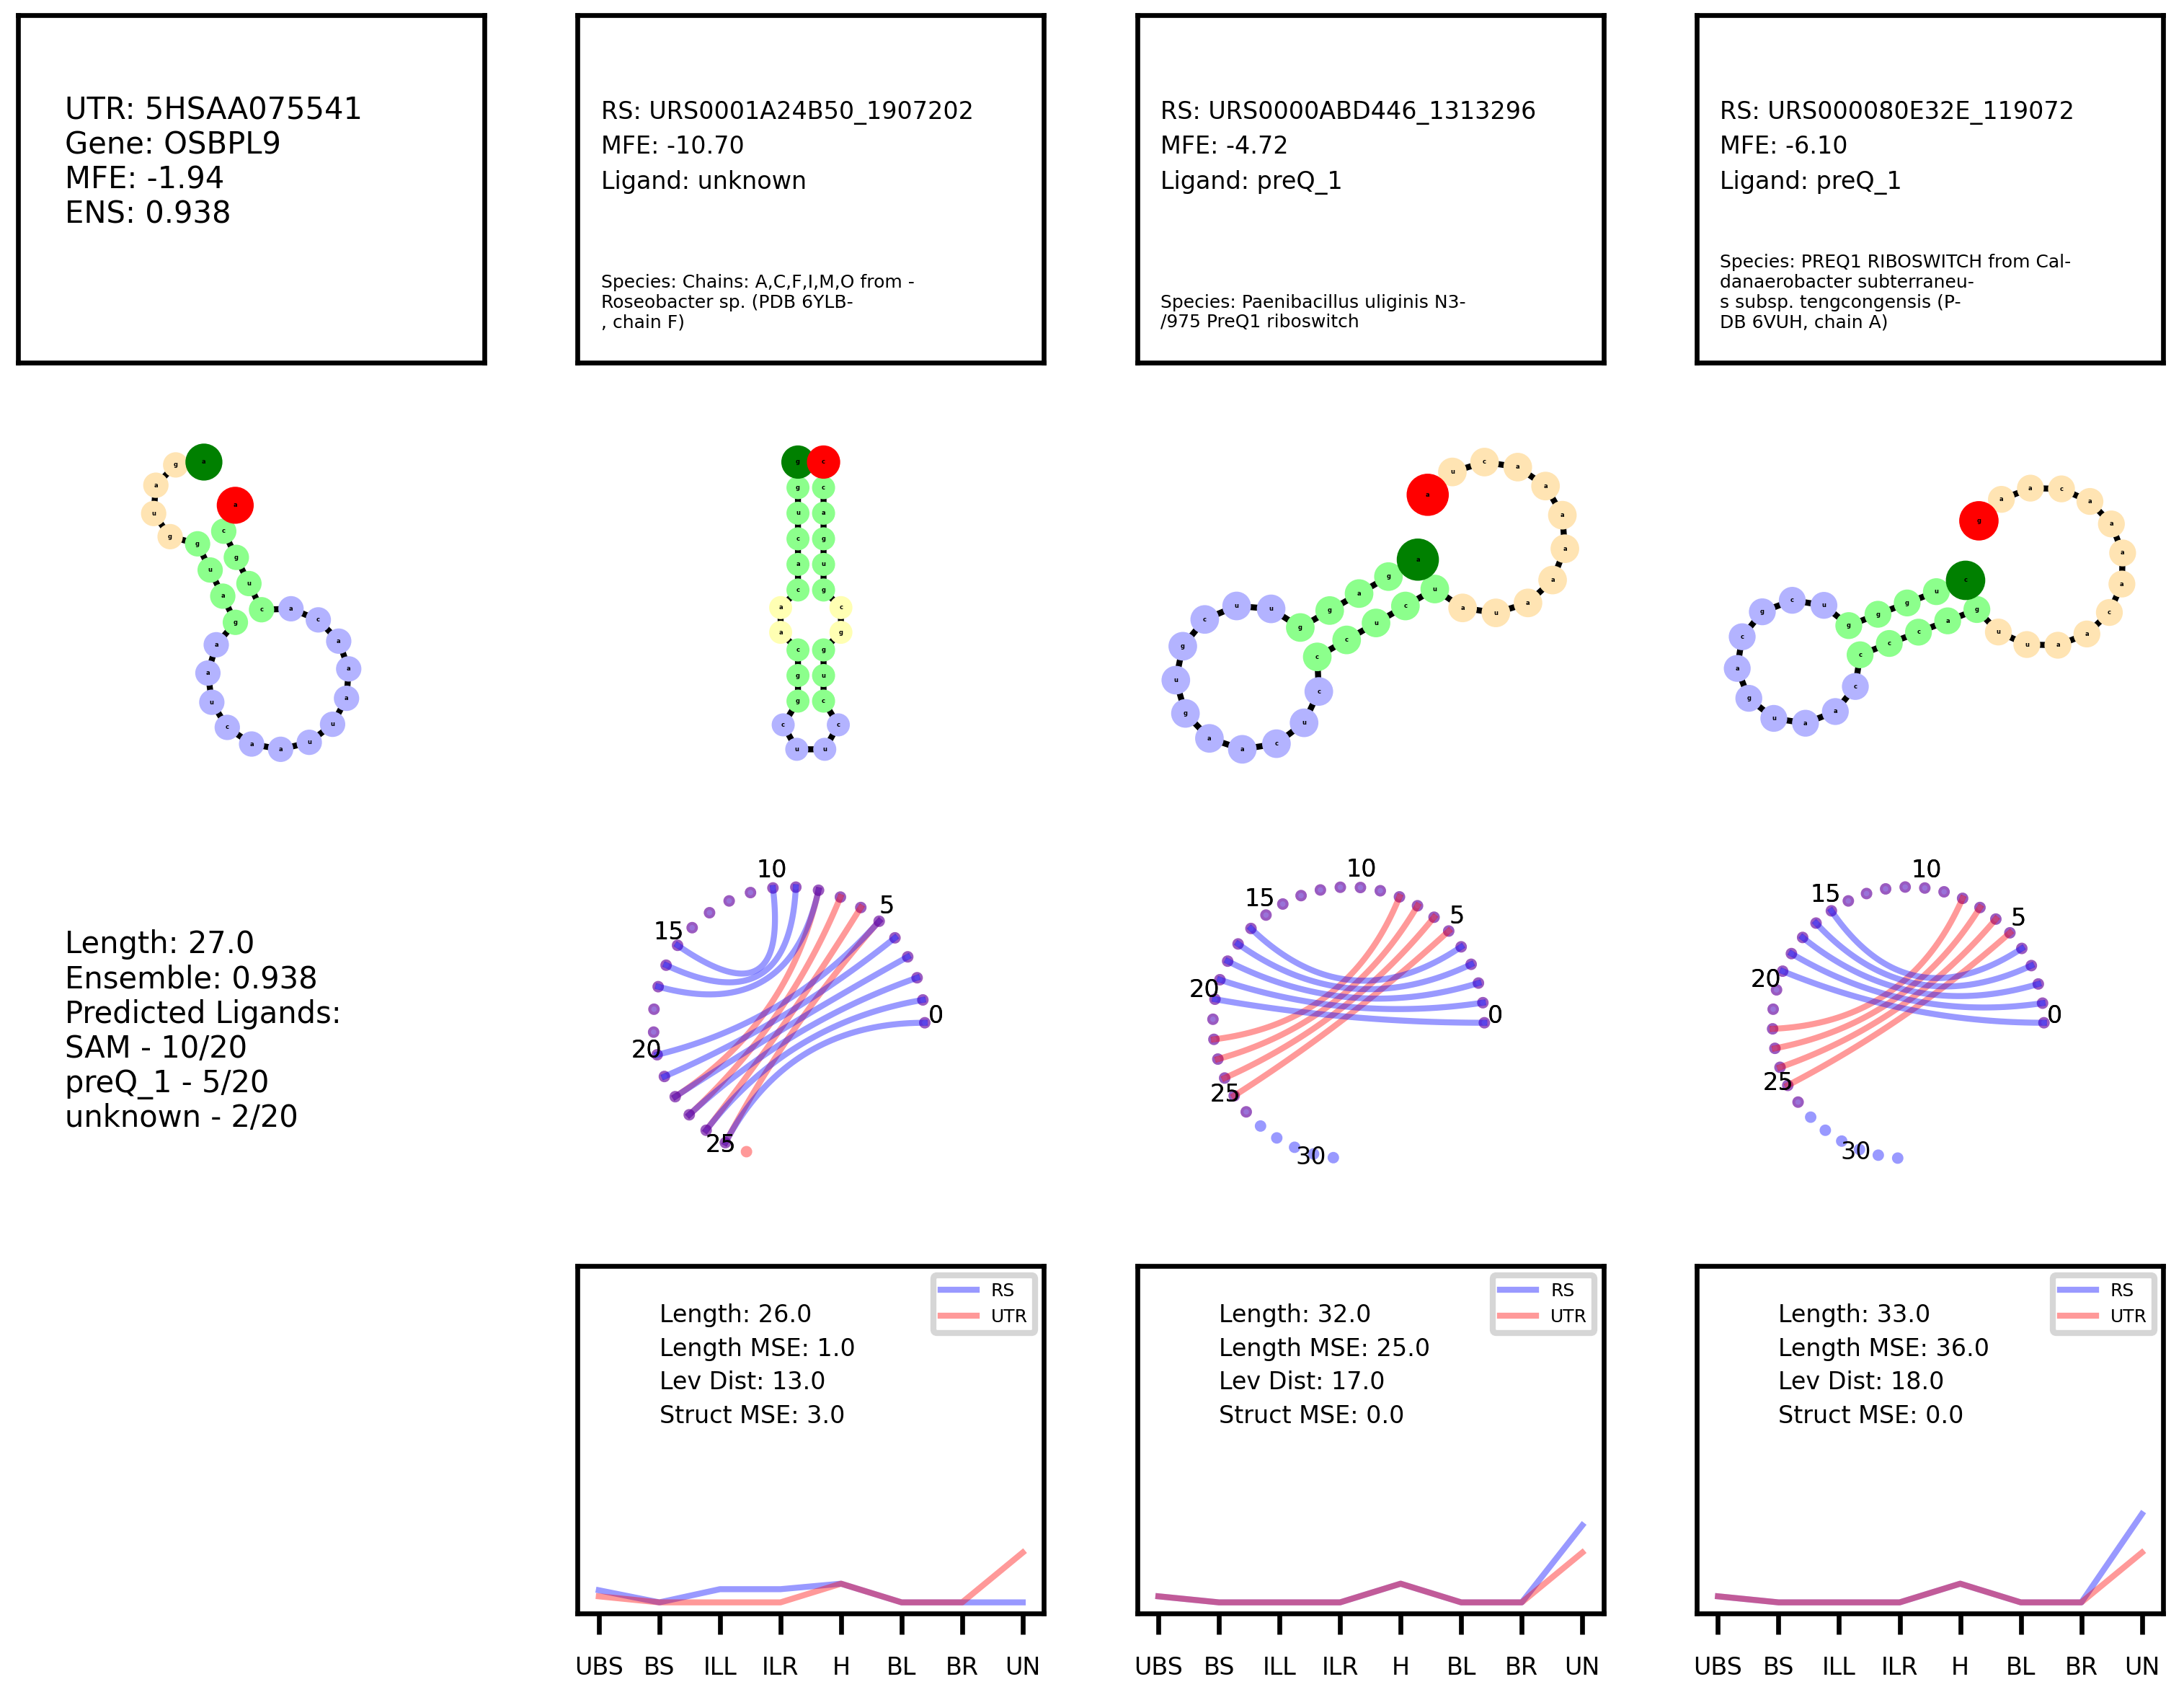 UTR: 5HSAA075541
Gene: OSBPL9
MFE: -1.94
ENS: 0.938
RS: URS0001A24B50_1907202
MFE: -10.70
Ligand: unknown
Species: Chains: A,C,F,I,M,O from -
Roseobacter sp. (PDB 6YLB-
, chain F)
RS: URS0000ABD446_1313296
MFE: -4.72
Ligand: preQ_1
Species: Paenibacillus uliginis N3-
/975 PreQ1 riboswitch
RS: URS000080E32E_119072
MFE: -6.10
Ligand: preQ_1
Species: PREQ1 RIBOSWITCH from Cal-
danaerobacter subterraneu-
s subsp. tengcongensis (P-
DB 6VUH, chain A)
Length: 27.0
Ensemble: 0.938
Predicted Ligands:
SAM - 10/20
preQ_1 - 5/20
unknown - 2/20
0
5
10
15
20
25
0
5
10
15
20
25
30
0
5
10
15
20
25
30
RS
UTR
Length: 26.0
Length MSE: 1.0
Lev Dist: 13.0
Struct MSE: 3.0
UBS BS ILL ILR H BL BR UN
RS
UTR
Length: 32.0
Length MSE: 25.0
Lev Dist: 17.0
Struct MSE: 0.0
UBS BS ILL ILR H BL BR UN
RS
UTR
Length: 33.0
Length MSE: 36.0
Lev Dist: 18.0
Struct MSE: 0.0
UBS BS ILL ILR H BL BR UN